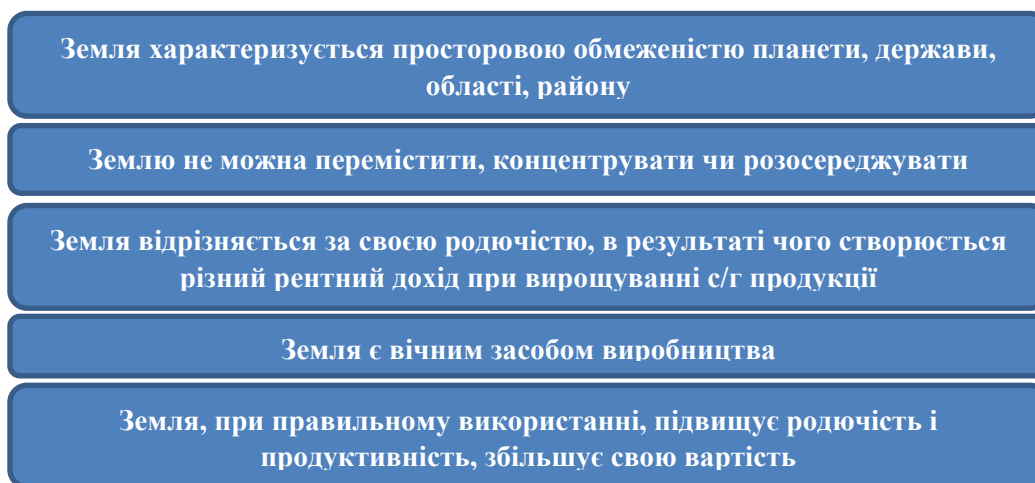 Земля характеризується просторовою обмеженістю планети, держави,
області, району
Землю не можна перемістити, концентрувати чи розосереджувати
Земля відрізняється за своєю родючістю, в результаті чого створюється
різний рентний дохід при вирощуванні с/г продукції
Земля є вічним засобом виробництва
Земля, при правильному використанні, підвищує родючість і
продуктивність, збільшує свою вартість